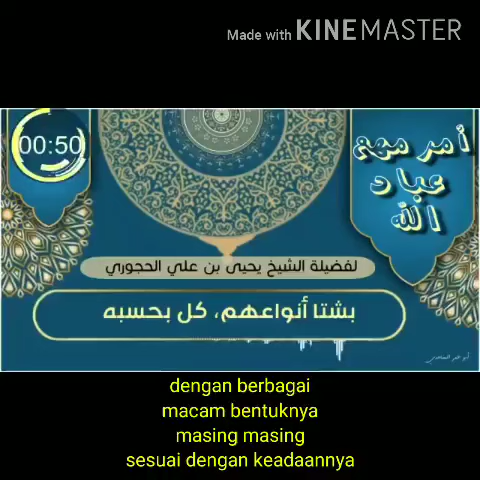 Made with KINEMASTER
00:50
أمر مهم
عباد
الله
لفضيلة الشيخ يحيى بن علي الحجوري
بشتا أنواعهم، كل بحسبه
dengan berbagai
macam bentuknya
masing masing
sesuai dengan keadaannya